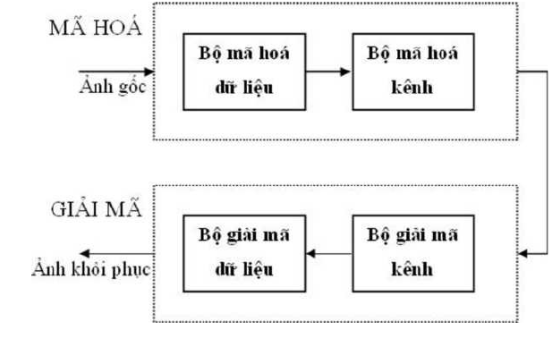 MÃ HOÁ
Bộ mã hoá
dữ liệu
Bộ mã hoá
kênh
Ảnh gốc
GIẢI MÃ
Bộ giải mã
dữ liệu
Bộ giải mã
kênh
Ảnh khôi phục